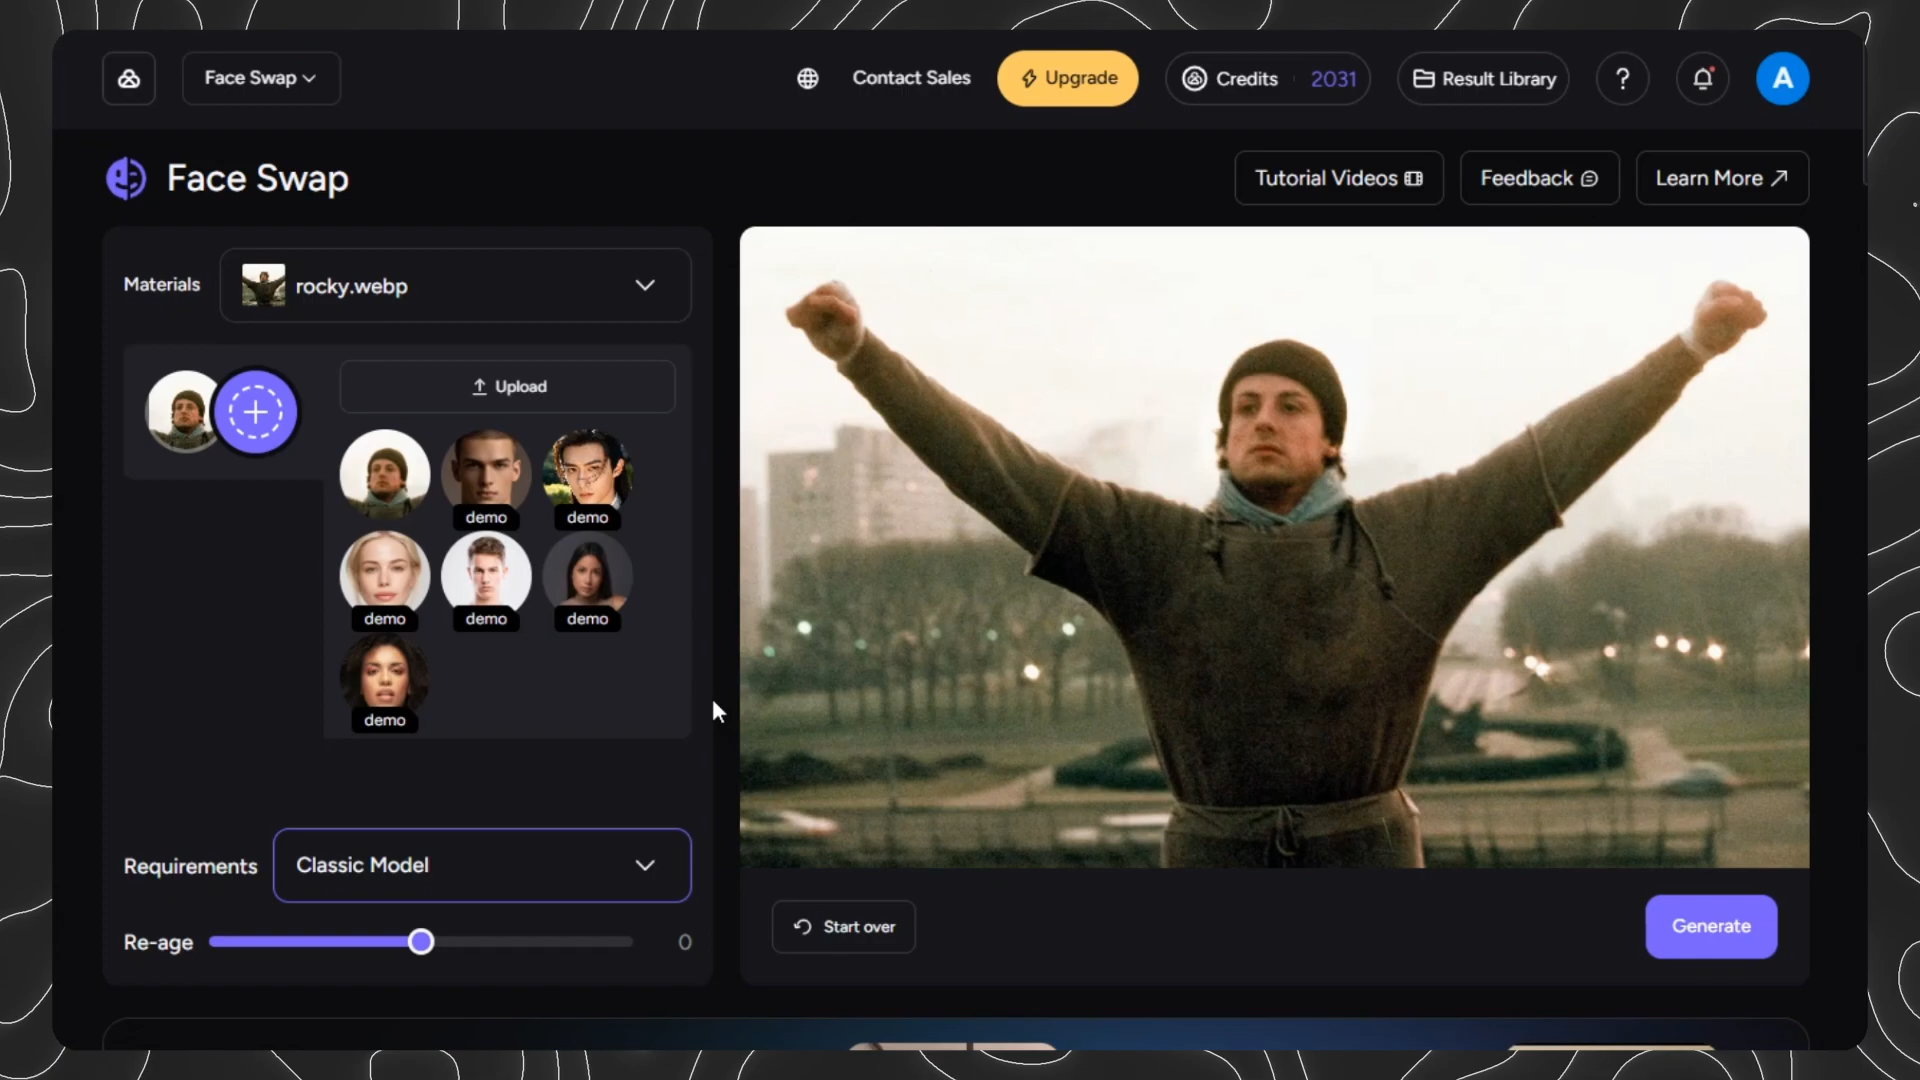 Face Swap
Contact Sales
Upgrade
Credits 2031
Result Library
?
A
Face Swap
Tutorial Videos
Feedback
Learn More
Materials
rocky.webp
Upload
demo
demo
demo
demo
demo
demo
Requirements
Classic Model
Re-age
0
Start over
Generate